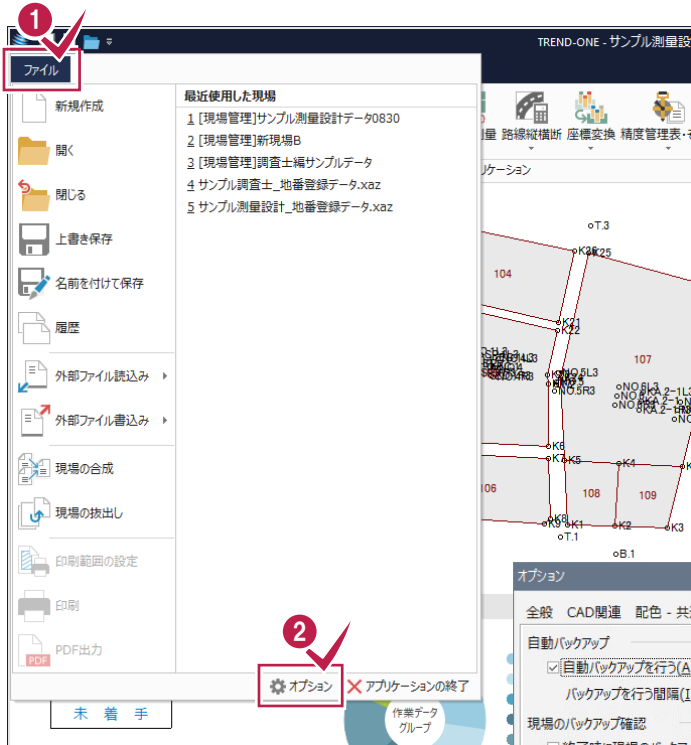 1
TREND-ONE - サンプル測量設
ファイル
新規作成
開く
閉じる
上書き保存
名前を付けて保存
履歴
外部ファイル読込み
外部ファイル書込み
現場の合成
現場の抜出し
印刷範囲の設定
印刷
PDF出力
PDF
最近使用した現場
1 [現場管理]サンプル測量設計データ0830
2 [現場管理]新現場B
3 [現場管理]調査士編サンプルデータ
4 サンプル調査士_地番登録データ.xaz
5 サンプル測量設計_地番登録データ.xaz
2
オプション
アプリケーションの終了
量 路線縦横断 座標変換 精度管理表・
ケーション
T.3
K25
104
K21
K22
107
NO.5L3
NO.5R3
NO.6L3
K6
K5
K4
106
108
109
K8
K9
K1
K2
K3
T.1
B.1
オプション
全般 CAD関連 配色 - 共
自動バックアップ
自動バックアップを行う(A
バックアップを行う間隔(I
現場のバックアップ確認
未 着 手
作業データ
グループ